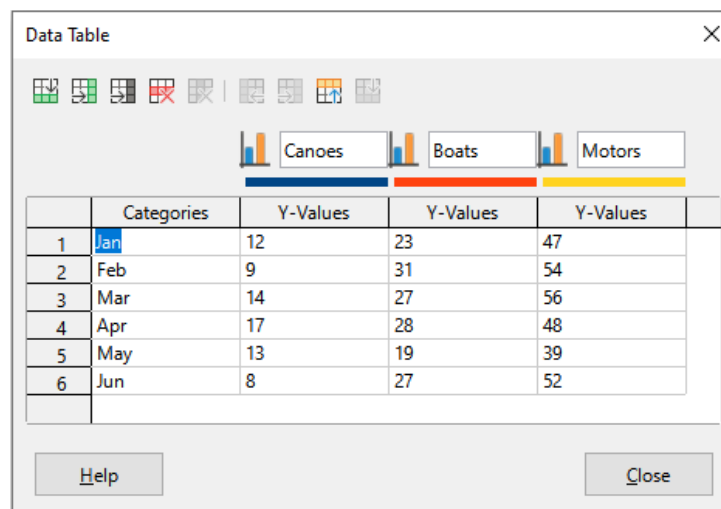 Data Table
Canoes Boats Motors
Categories Y-Values Y-Values Y-Values
1 Jan 12 23 47
2 Feb 9 31 54
3 Mar 14 27 56
4 Apr 17 28 48
5 May 13 19 39
6 Jun 8 27 52
Help Close